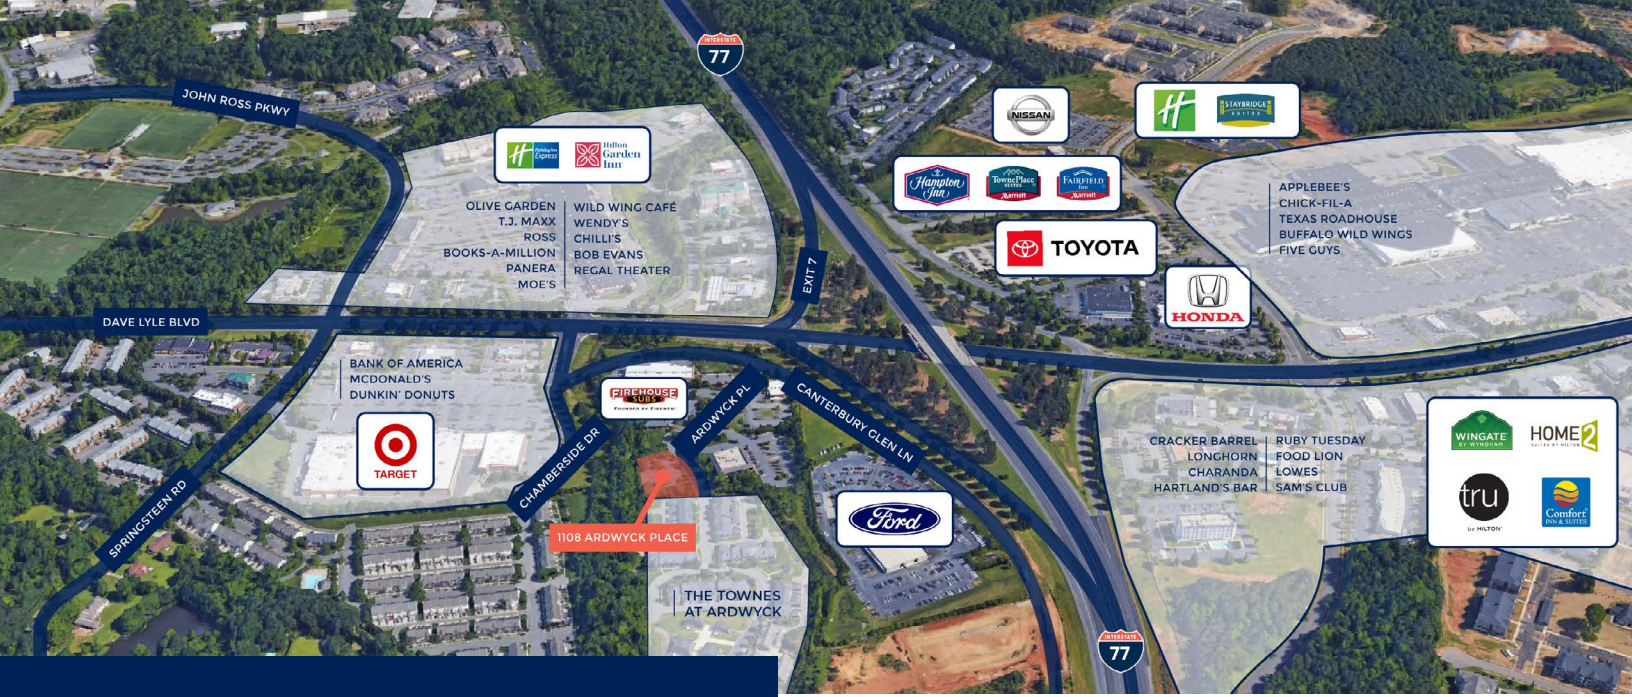 INTERSTATE
77
JOHN ROSS PKWY
Holiday Inn
Express
Hilton
Garden
Inn
OLIVE GARDEN
T.J. MAXX
ROSS
BOOKS-A-MILLION
PANERA
MOE'S
WILD WING CAFÉ
WENDY'S
CHILLI'S
BOB EVANS
REGAL THEATER
NISSAN
STAYBRIDGE
SUITES
Hampton
Inn
TownePlace
SUITES
Marriott
FAIRFIELD
Inn
Marriott
TOYOTA
HONDA
APPLEBEE'S
CHICK-FIL-A
TEXAS ROADHOUSE
BUFFALO WILD WINGS
FIVE GUYS
EXIT 7
DAVE LYLE BLVD
BANK OF AMERICA
MCDONALD'S
DUNKIN' DONUTS
TARGET
FIREHOUSE
SUBS
FOUNDED BY FIREMEN
ARDWYCK PL
CANTERBURY GLEN LN
CHAMBERSIDE DR
SPRINGSTEEN RD
1108 ARDWYCK PLACE
THE TOWNES
AT ARDWYCK
Ford
CRACKER BARREL
LONGHORN
CHARANDA
HARTLAND'S BAR
RUBY TUESDAY
FOOD LION
LOWES
SAM'S CLUB
WINGATE
BY WYNDHAM
HOME2
SUITES BY HILTON
tru
by HILTON
Comfort
INN & SUITES
INTERSTATE
77